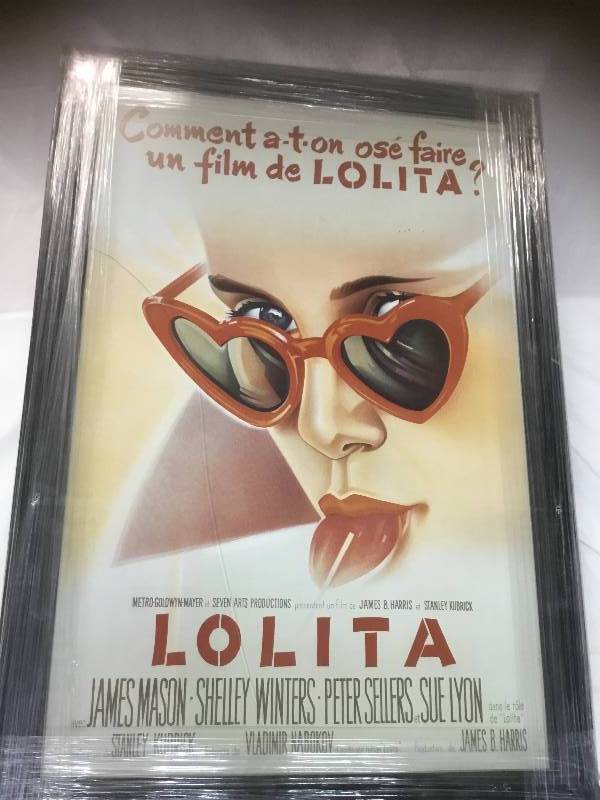 Comment a-t-on osé faire
un film de LOLITA?
METRO-GOLDWYN-MAYER et SEVEN ARTS PRODUCTIONS présentent un film de JAMES B. HARRIS et STANLEY KUBRICK
LOLITA
avec JAMES MASON · SHELLEY WINTERS · PETER SELLERS et SUE LYON dans le rôle de "Lolita"
STANLEY KUBRICK VLADIMIR NABOKOV JAMES B. HARRIS